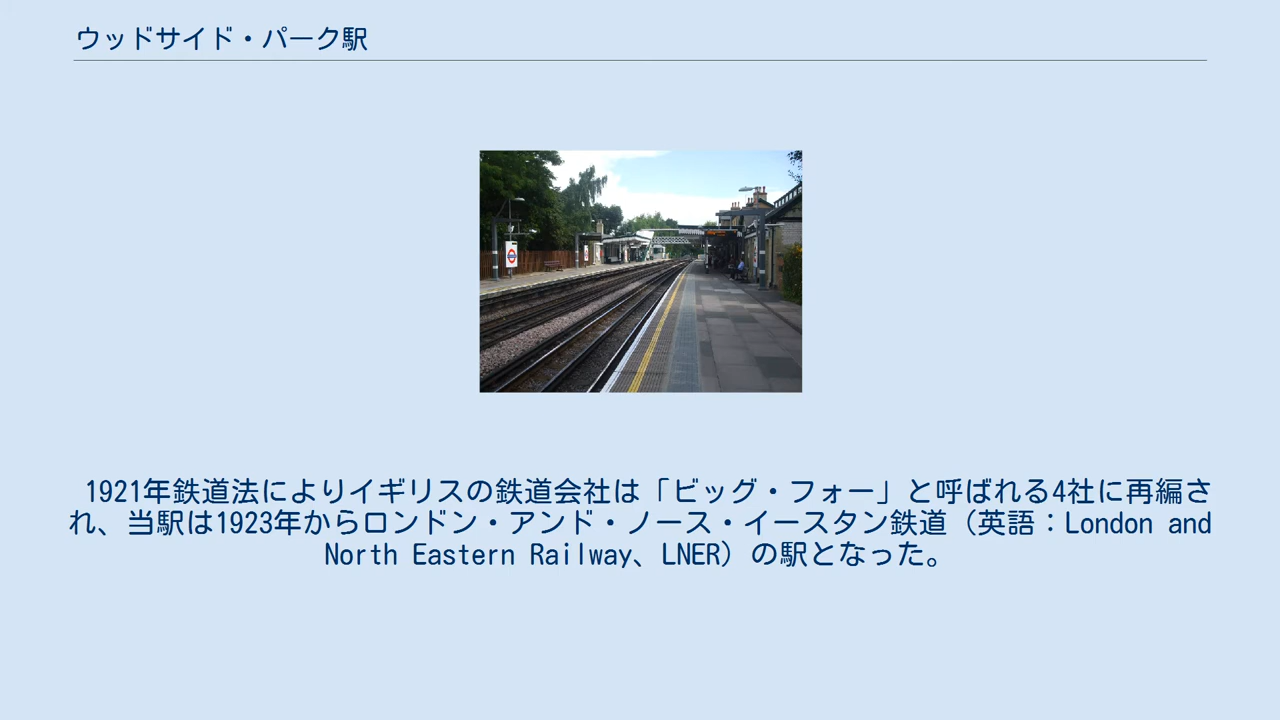 ウッドサイド・パーク駅
1921年鉄道法によりイギリスの鉄道会社は「ビッグ・フォー」と呼ばれる4社に再編さ
れ、当駅は1923年からロンドン・アンド・ノース・イースタン鉄道（英語：London and
North Eastern Railway、LNER）の駅となった。